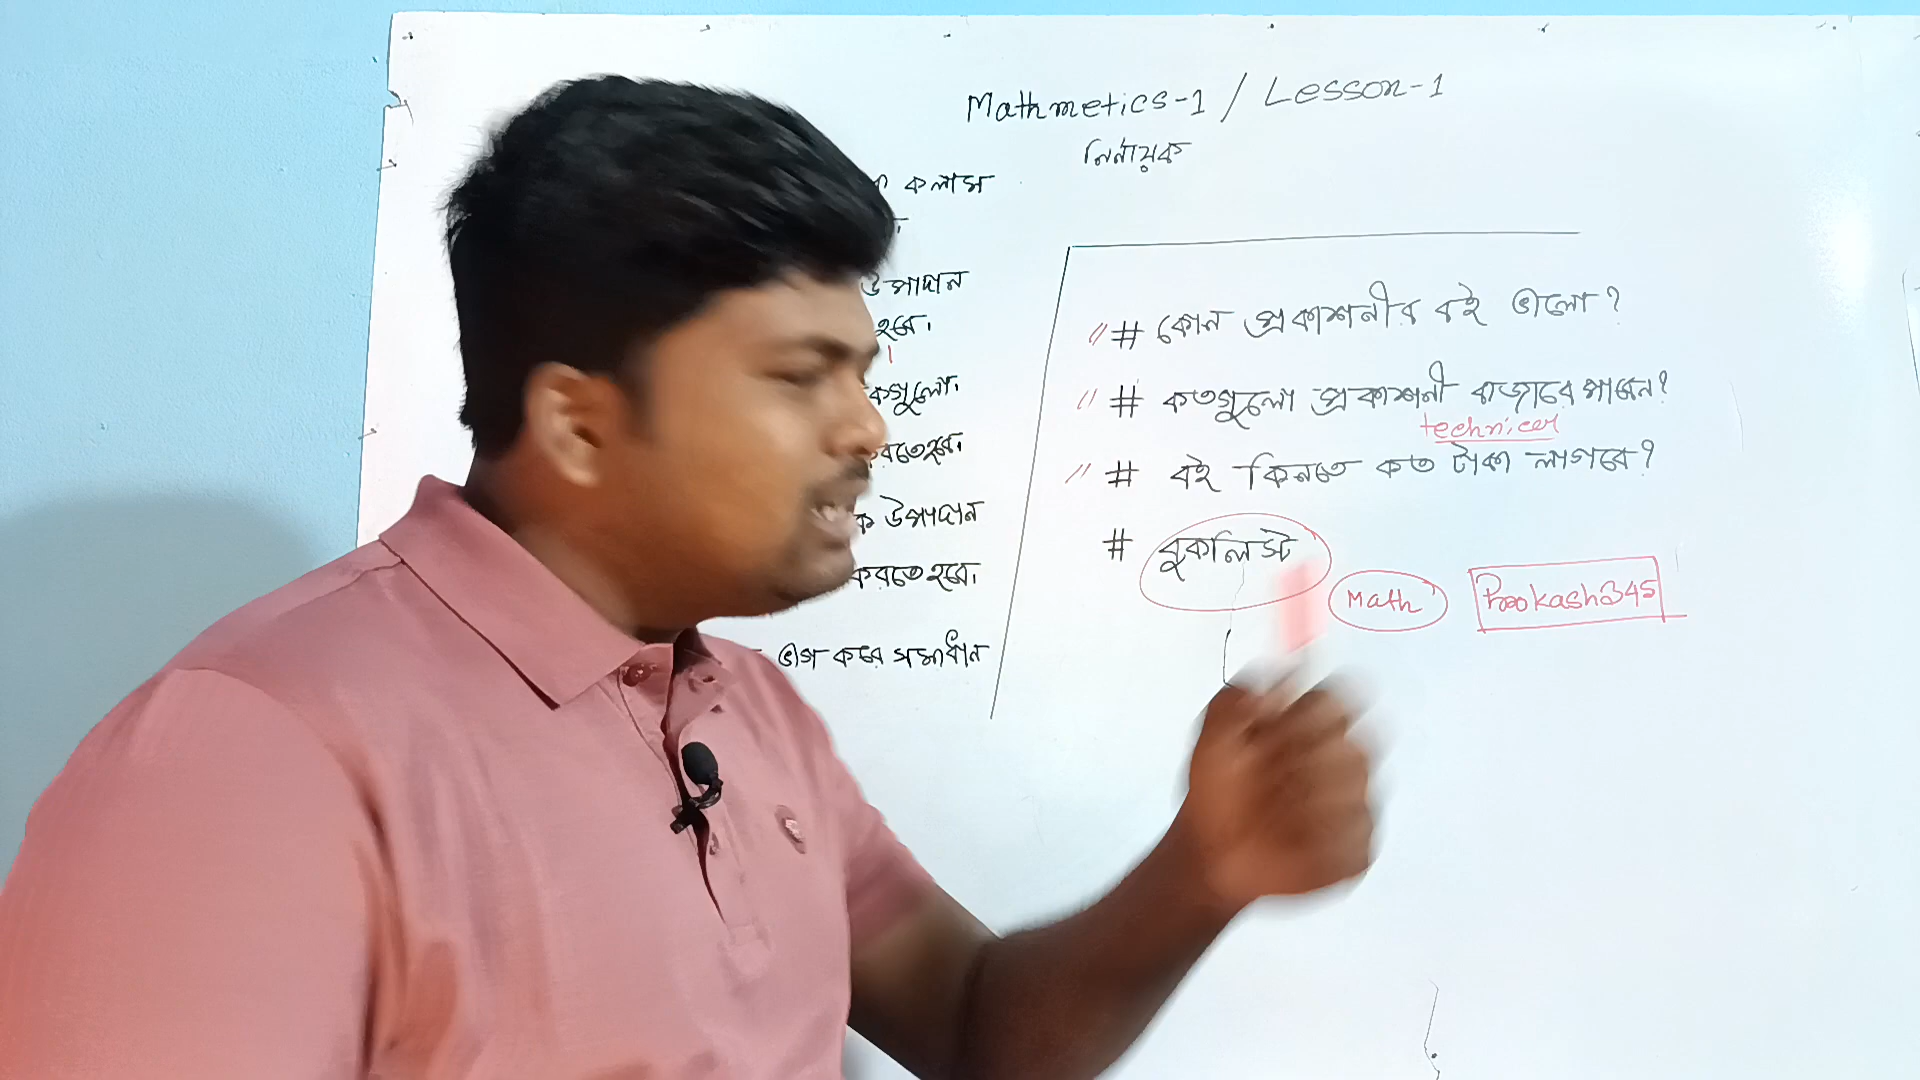 Mathmetics-1 / Lesson-1
নির্ণায়ক
ক্লাস
উপাদান
হবে।
করতে হবে।
উপাদান
করতে হবে।
ভাগ করে সমাধান
# কোন প্রকাশনীর বই ভালো?
# কতগুলো প্রকাশনী বাজারে পাবেন?
technical
# বই কিনতে কত টাকা লাগবে?
# বুকলিস্ট
Math
Prokash345